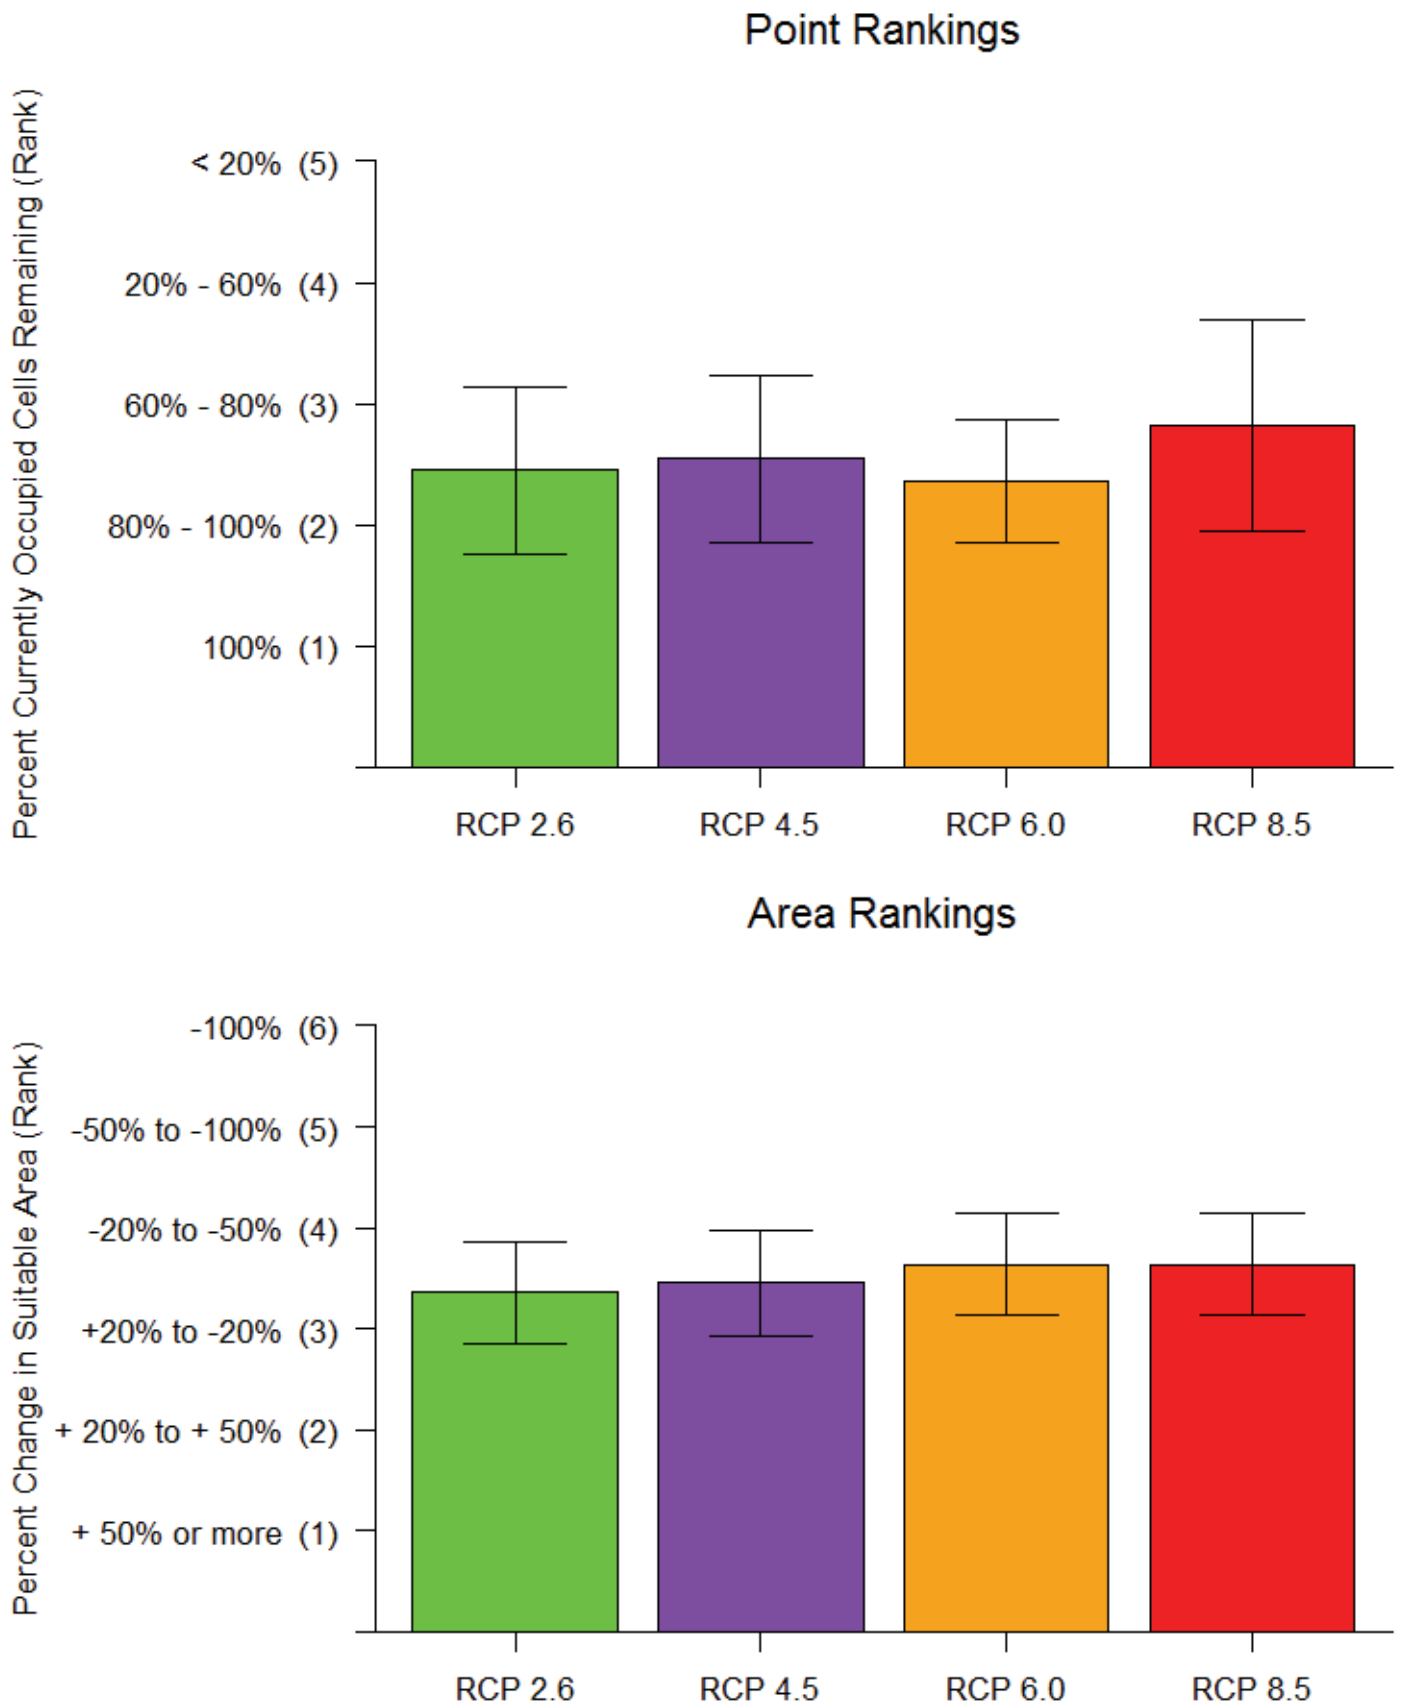 Point Rankings
Percent Currently Occupied Cells Remaining (Rank)
< 20% (5)
20% - 60% (4)
60% - 80% (3)
80% - 100% (2)
100% (1)
RCP 2.6
RCP 4.5
RCP 6.0
RCP 8.5
Area Rankings
Percent Change in Suitable Area (Rank)
-100% (6)
-50% to -100% (5)
-20% to -50% (4)
+20% to -20% (3)
+ 20% to + 50% (2)
+ 50% or more (1)
RCP 2.6
RCP 4.5
RCP 6.0
RCP 8.5